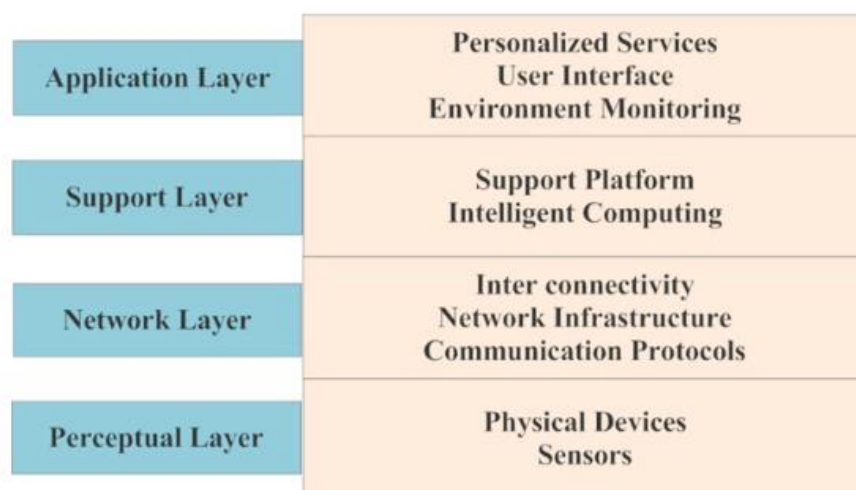 Application Layer
Personalized Services
User Interface
Environment Monitoring
Support Layer
Support Platform
Intelligent Computing
Network Layer
Inter connectivity
Network Infrastructure
Communication Protocols
Perceptual Layer
Physical Devices
Sensors